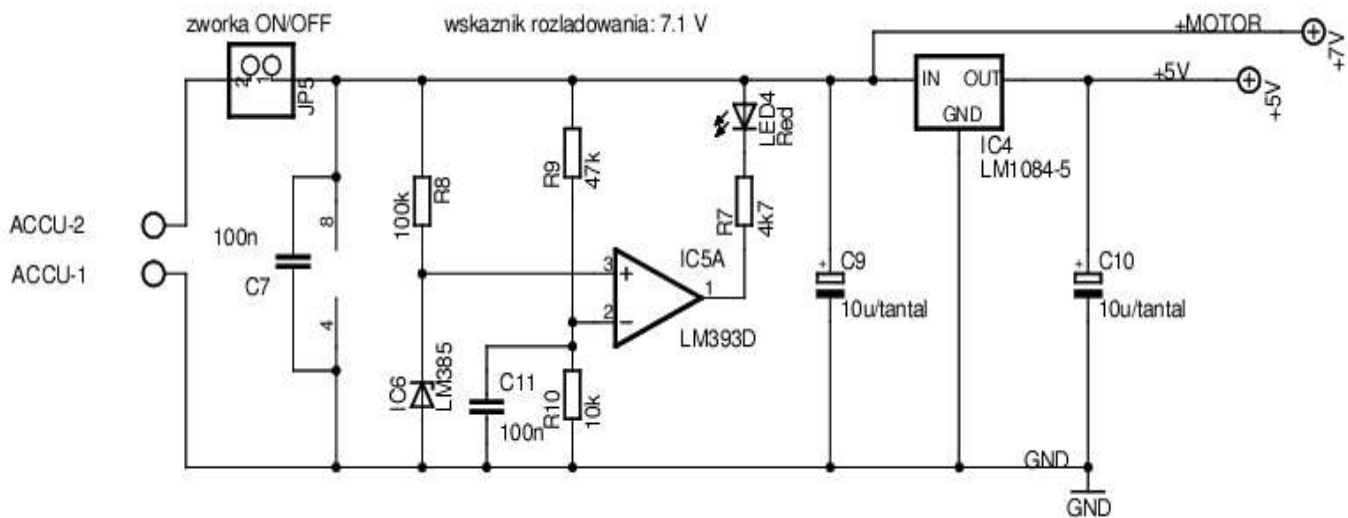 zworka ON/OFF
wskaznik rozladowania: 7.1 V
+MOTOR
+7V
2
1
JP5
LED4
Red
IN
OUT
GND
+5V
+5V
IC4
LM1084-5
R9
47k
R8
100k
R7
4k7
ACCU-2
ACCU-1
100n
C7
8
4
3
+
2
−
1
IC5A
LM393D
+
C9
10u/tantal
+
C10
10u/tantal
IC6
LM385
C11
100n
R10
10k
GND
GND